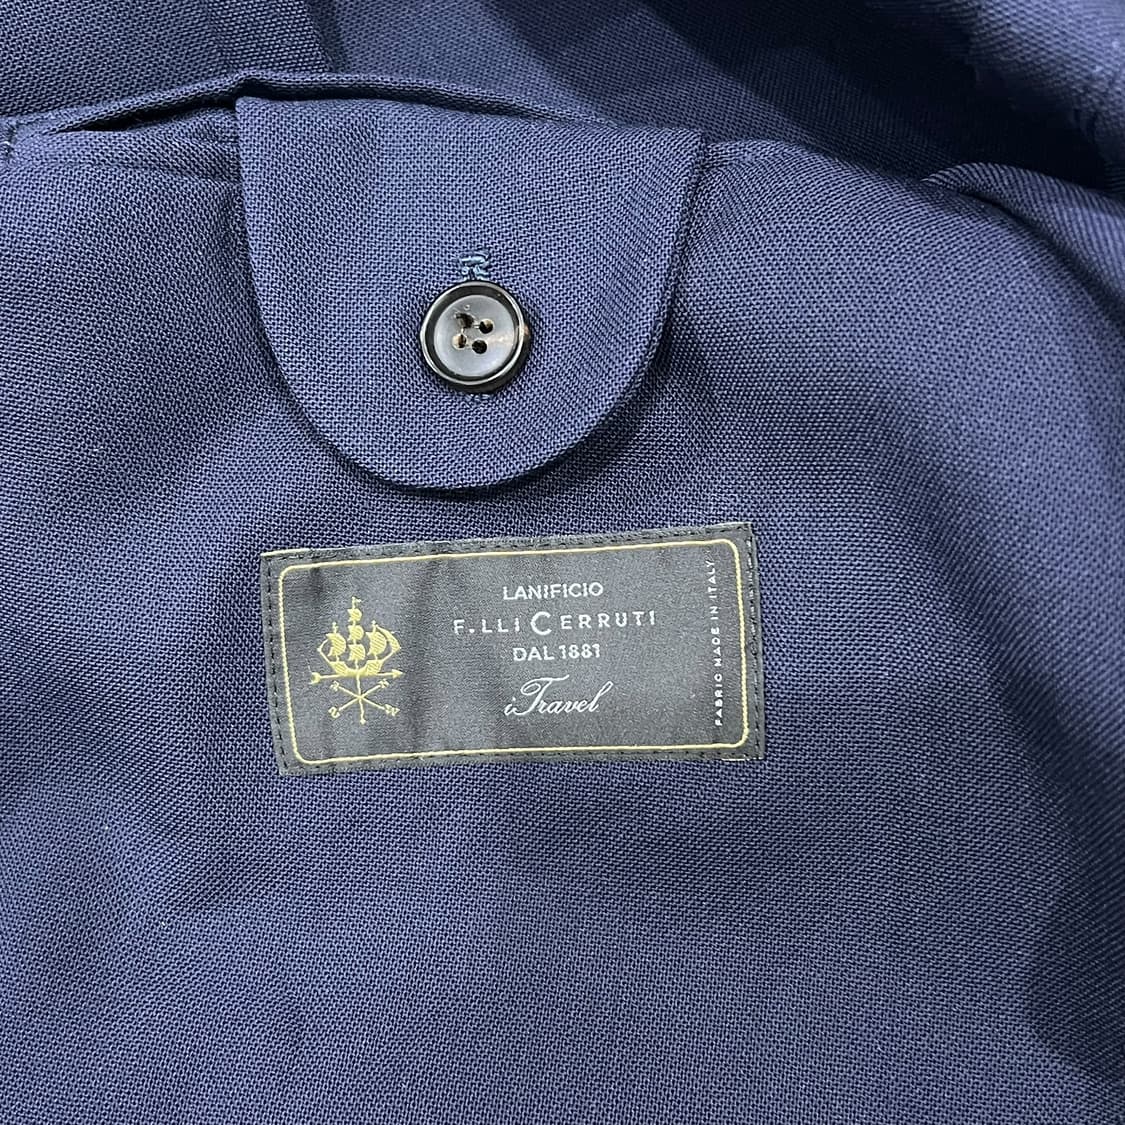 LANIFICIO
F.LLI CERRUTI
DAL 1881
iTravel
FABRIC MADE IN ITALY